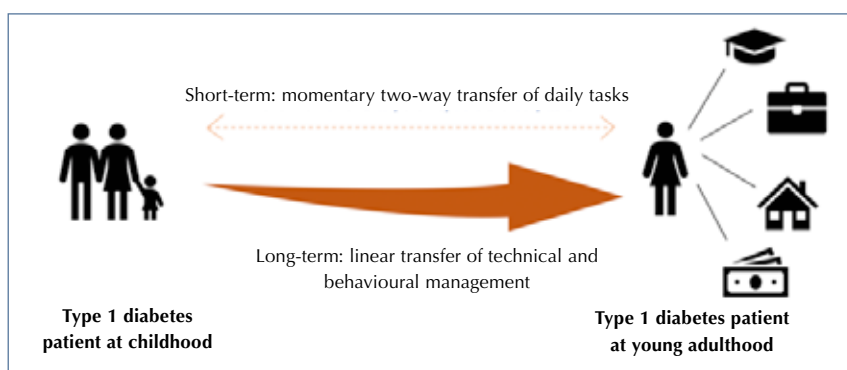 Short-term: momentary two-way transfer of daily tasks
Long-term: linear transfer of technical and
behavioural management
Type 1 diabetes
patient at childhood
Type 1 diabetes patient
at young adulthood